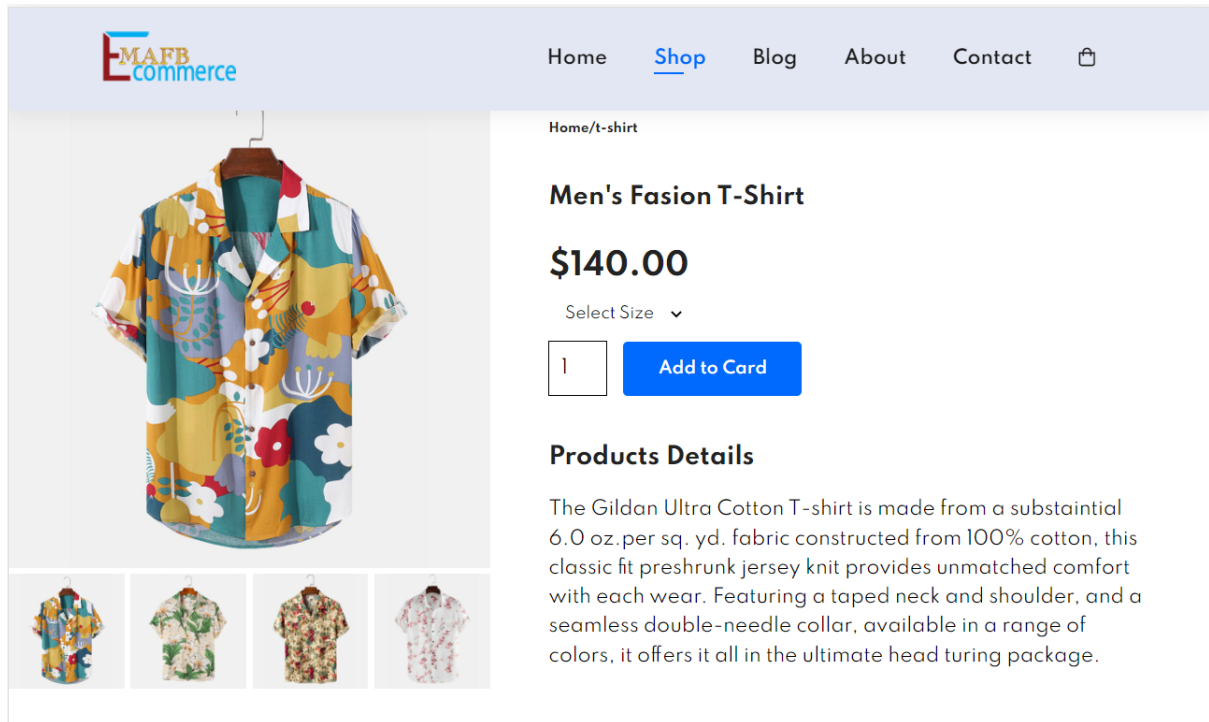 EMAFB
commerce
Home Shop Blog About Contact
Home/t-shirt
Men's Fasion T-Shirt
$140.00
Select Size
1 Add to Card
Products Details
The Gildan Ultra Cotton T-shirt is made from a substaintial
6.0 oz.per sq. yd. fabric constructed from 100% cotton, this
classic fit preshrunk jersey knit provides unmatched comfort
with each wear. Featuring a taped neck and shoulder, and a
seamless double-needle collar, available in a range of
colors, it offers it all in the ultimate head turing package.